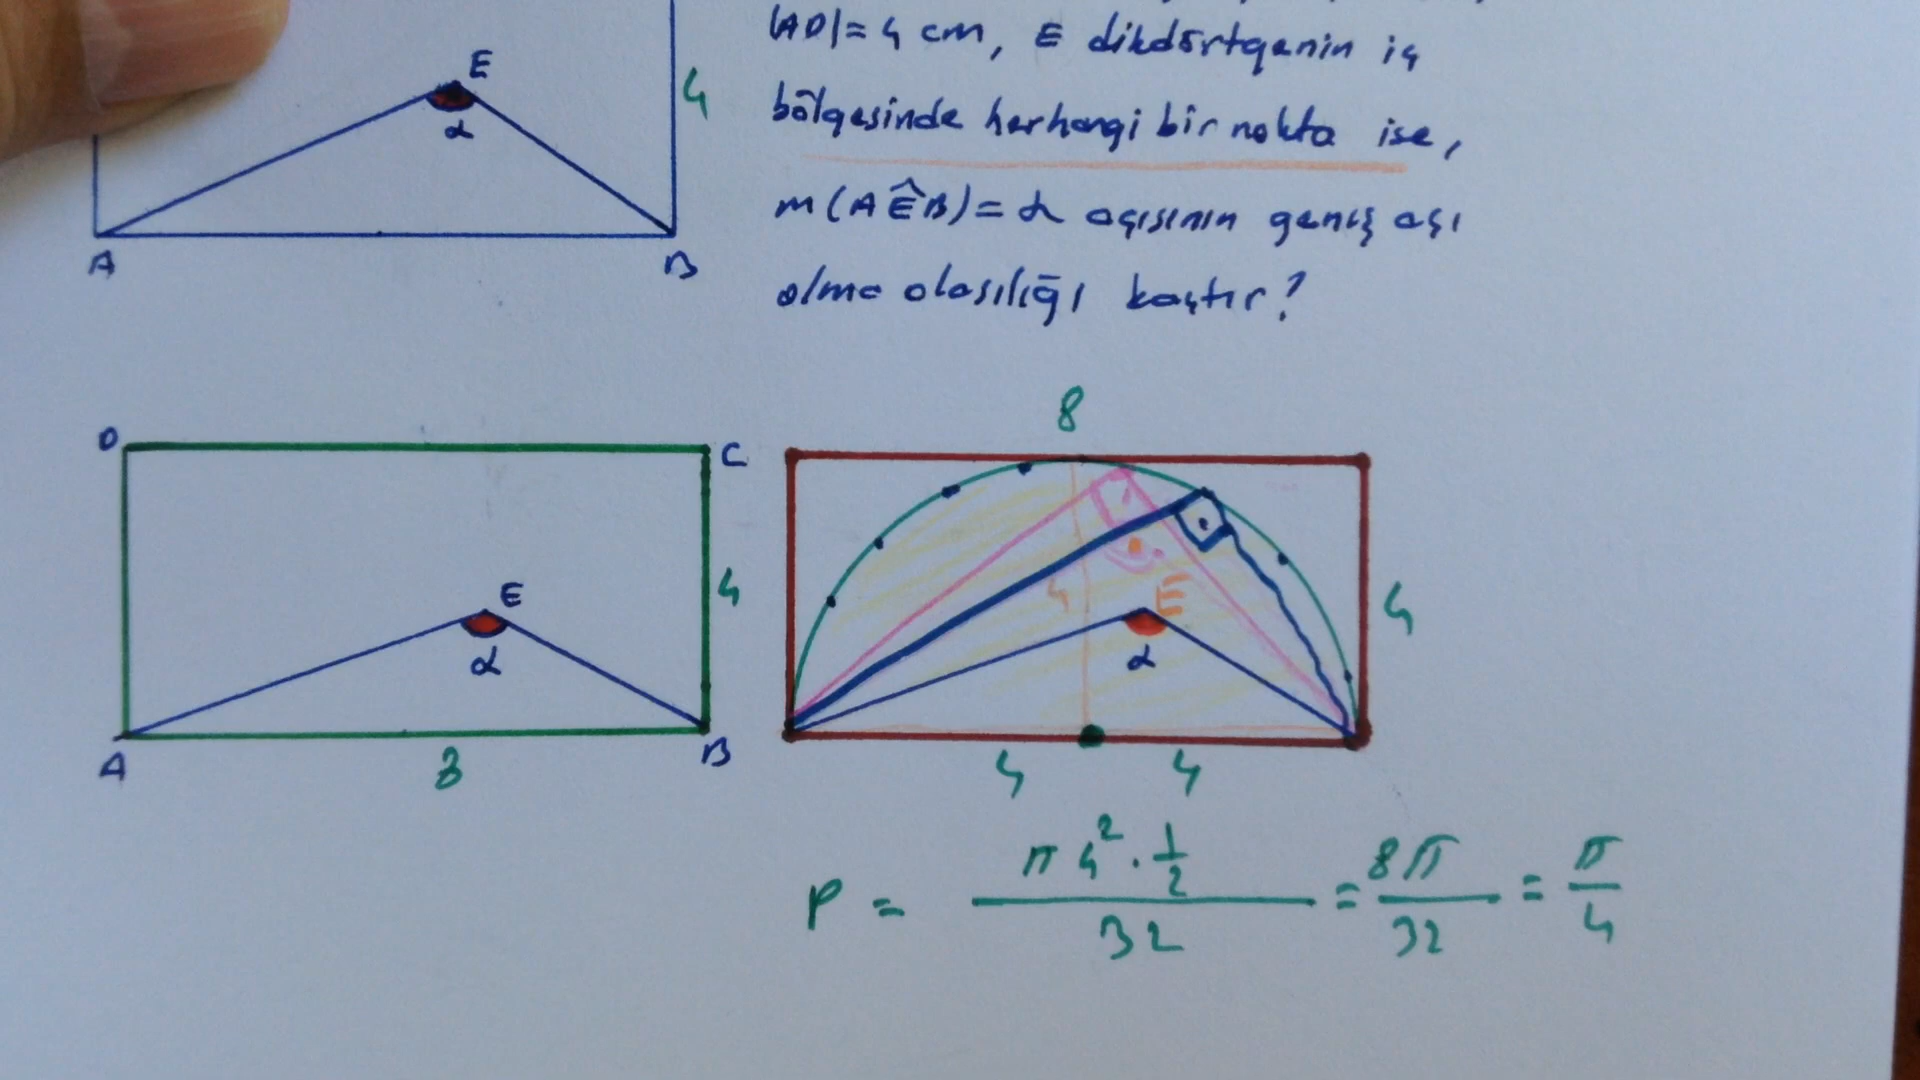 |AD|= 4 cm, E dikdörtgenin iç
bölgesinde herhangi bir nokta ise,
m(AÊB)= α açısının geniş açı
olma olasılığı kaçtır?
E
α
4
A
B
D
C
E
α
4
A
8
B
8
4
E
α
4
4
4
P = π4²·1/2 / 32 = 8π/32 = π/4